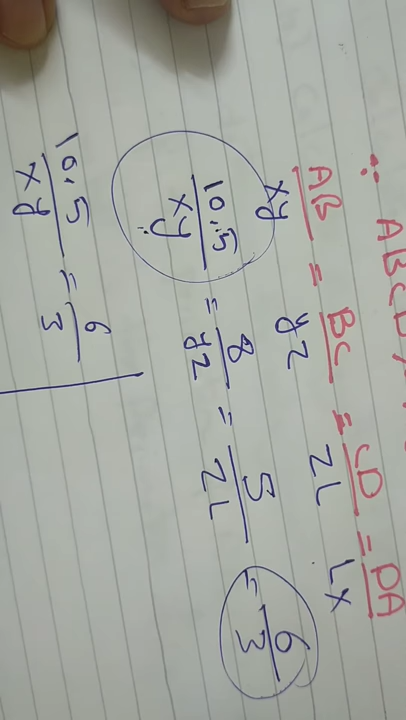 ∴ ABCD
AB/xy = BC/yz = CD/ZL = DA/Lx
10.5/xy = 8/yz = 5/ZL = 6/3
10.5/xy = 6/3